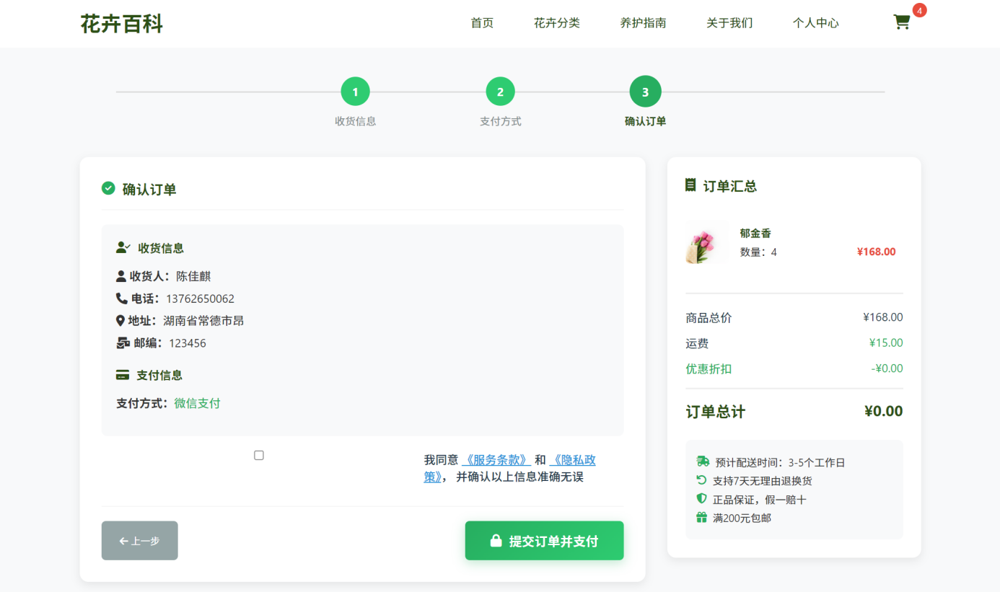 花卉百科
首页
花卉分类
养护指南
关于我们
个人中心
4
1
2
3
收货信息
支付方式
确认订单
确认订单
收货信息
收货人：陈佳麒
电话：13762650062
地址：湖南省常德市昂
邮编：123456
支付信息
支付方式：微信支付
我同意 《服务条款》 和 《隐私政
策》， 并确认以上信息准确无误
上一步
提交订单并支付
订单汇总
郁金香
数量：4
¥168.00
商品总价 ¥168.00
运费 ¥15.00
优惠折扣 -¥0.00
订单总计 ¥0.00
预计配送时间：3-5个工作日
支持7天无理由退换货
正品保证，假一赔十
满200元包邮